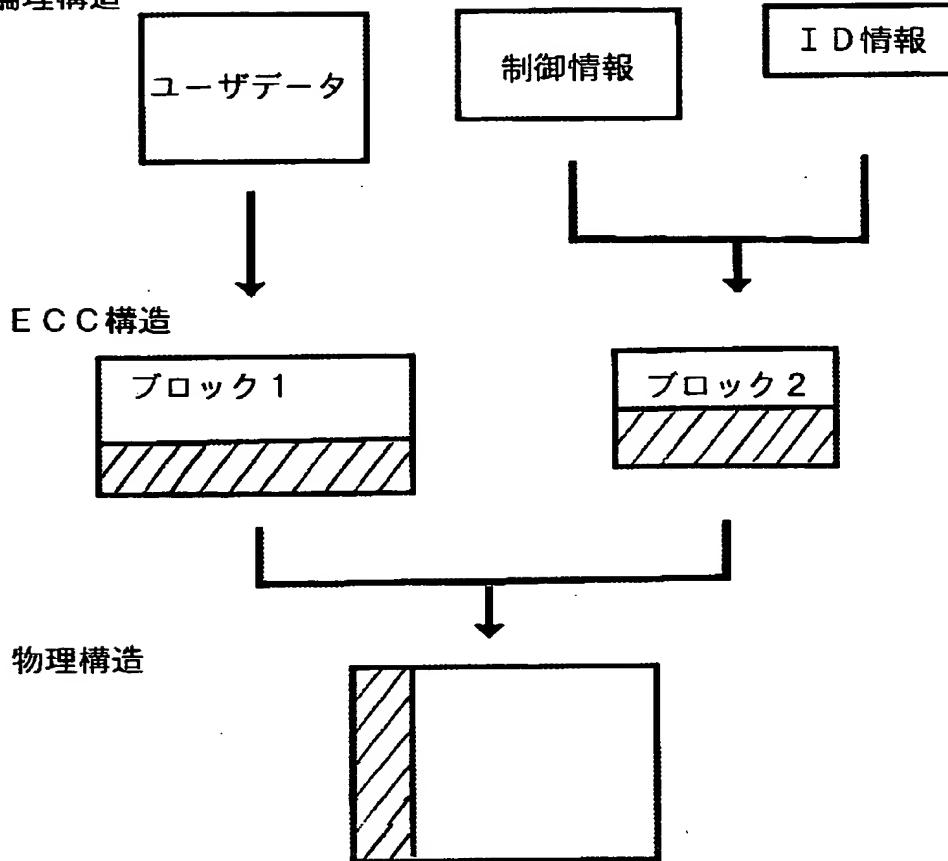 論理構造
ユーザデータ
制御情報
ＩＤ情報
ＥＣＣ構造
ブロック１
ブロック２
物理構造